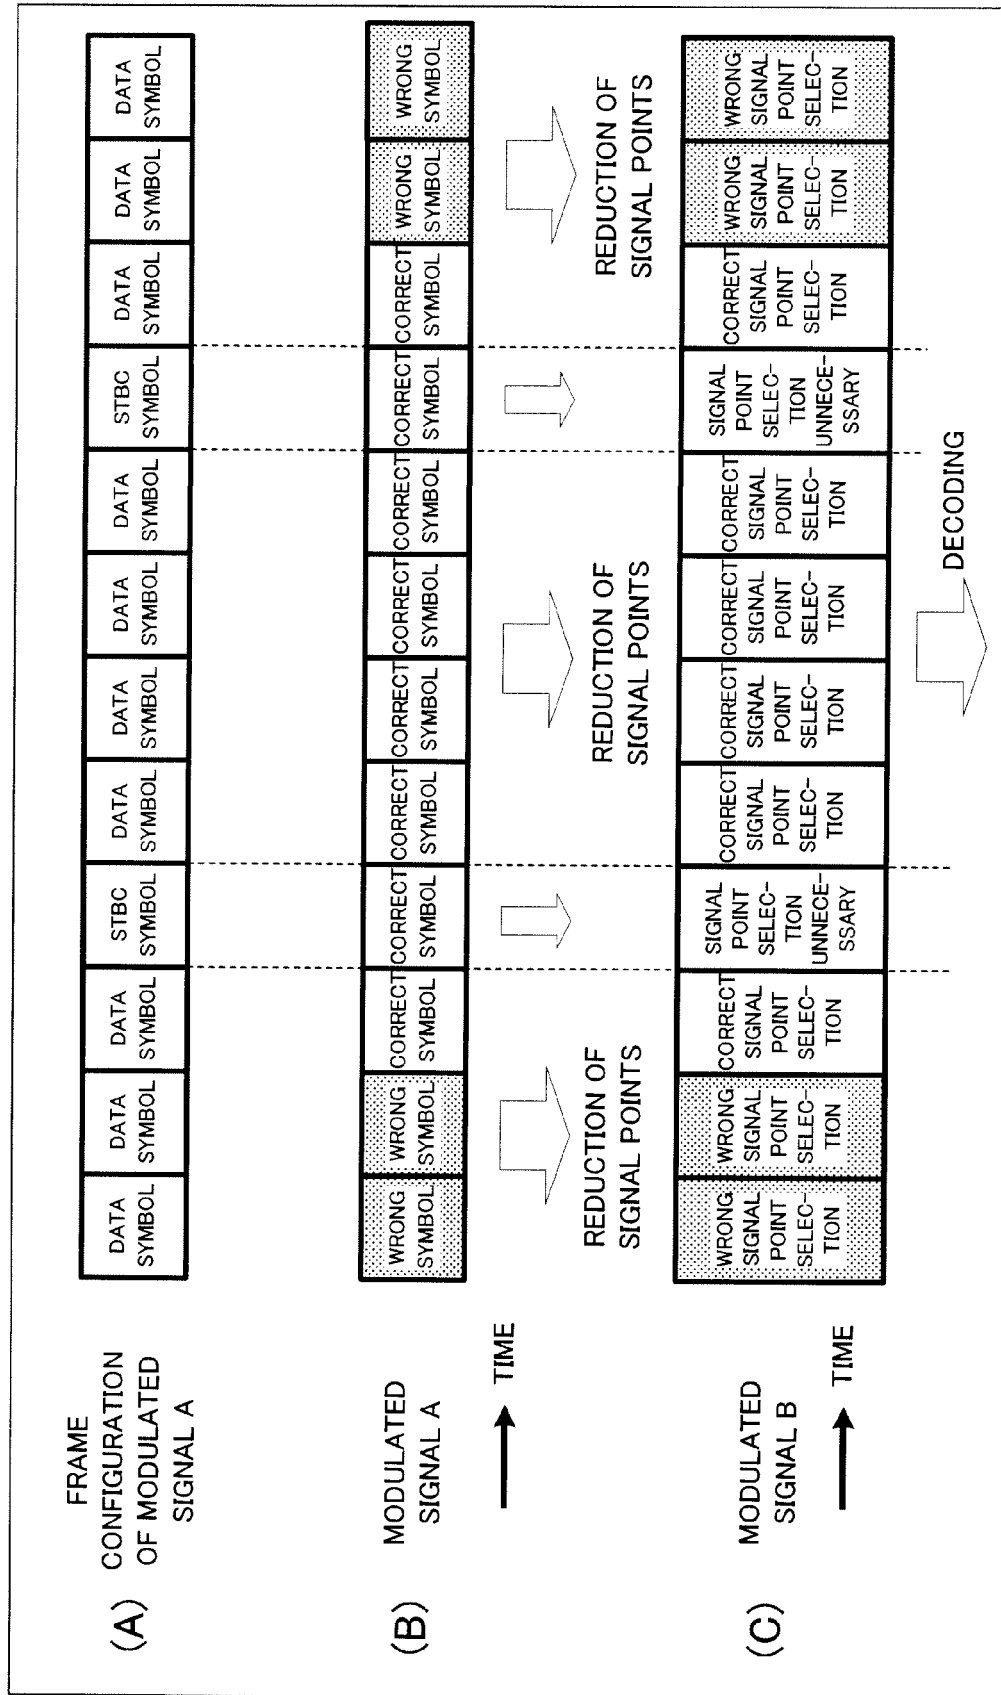 (A)
FRAME
CONFIGURATION
OF MODULATED
SIGNAL A
DATA
SYMBOL
DATA
SYMBOL
DATA
SYMBOL
STBC
SYMBOL
DATA
SYMBOL
DATA
SYMBOL
DATA
SYMBOL
DATA
SYMBOL
STBC
SYMBOL
DATA
SYMBOL
DATA
SYMBOL
DATA
SYMBOL
(B)
MODULATED
SIGNAL A
TIME
WRONG
SYMBOL
WRONG
SYMBOL
CORRECT
SYMBOL
CORRECT
SYMBOL
CORRECT
SYMBOL
CORRECT
SYMBOL
CORRECT
SYMBOL
CORRECT
SYMBOL
CORRECT
SYMBOL
CORRECT
SYMBOL
WRONG
SYMBOL
WRONG
SYMBOL
REDUCTION OF
SIGNAL POINTS
REDUCTION OF
SIGNAL POINTS
REDUCTION OF
SIGNAL POINTS
(C)
MODULATED
SIGNAL B
TIME
WRONG
SIGNAL
POINT
SELEC-
TION
WRONG
SIGNAL
POINT
SELEC-
TION
CORRECT
SIGNAL
POINT
SELEC-
TION
SIGNAL
POINT
SELEC-
TION
UNNECE-
SSARY
CORRECT
SIGNAL
POINT
SELEC-
TION
CORRECT
SIGNAL
POINT
SELEC-
TION
CORRECT
SIGNAL
POINT
SELEC-
TION
CORRECT
SIGNAL
POINT
SELEC-
TION
SIGNAL
POINT
SELEC-
TION
UNNECE-
SSARY
CORRECT
SIGNAL
POINT
SELEC-
TION
WRONG
SIGNAL
POINT
SELEC-
TION
WRONG
SIGNAL
POINT
SELEC-
TION
DECODING